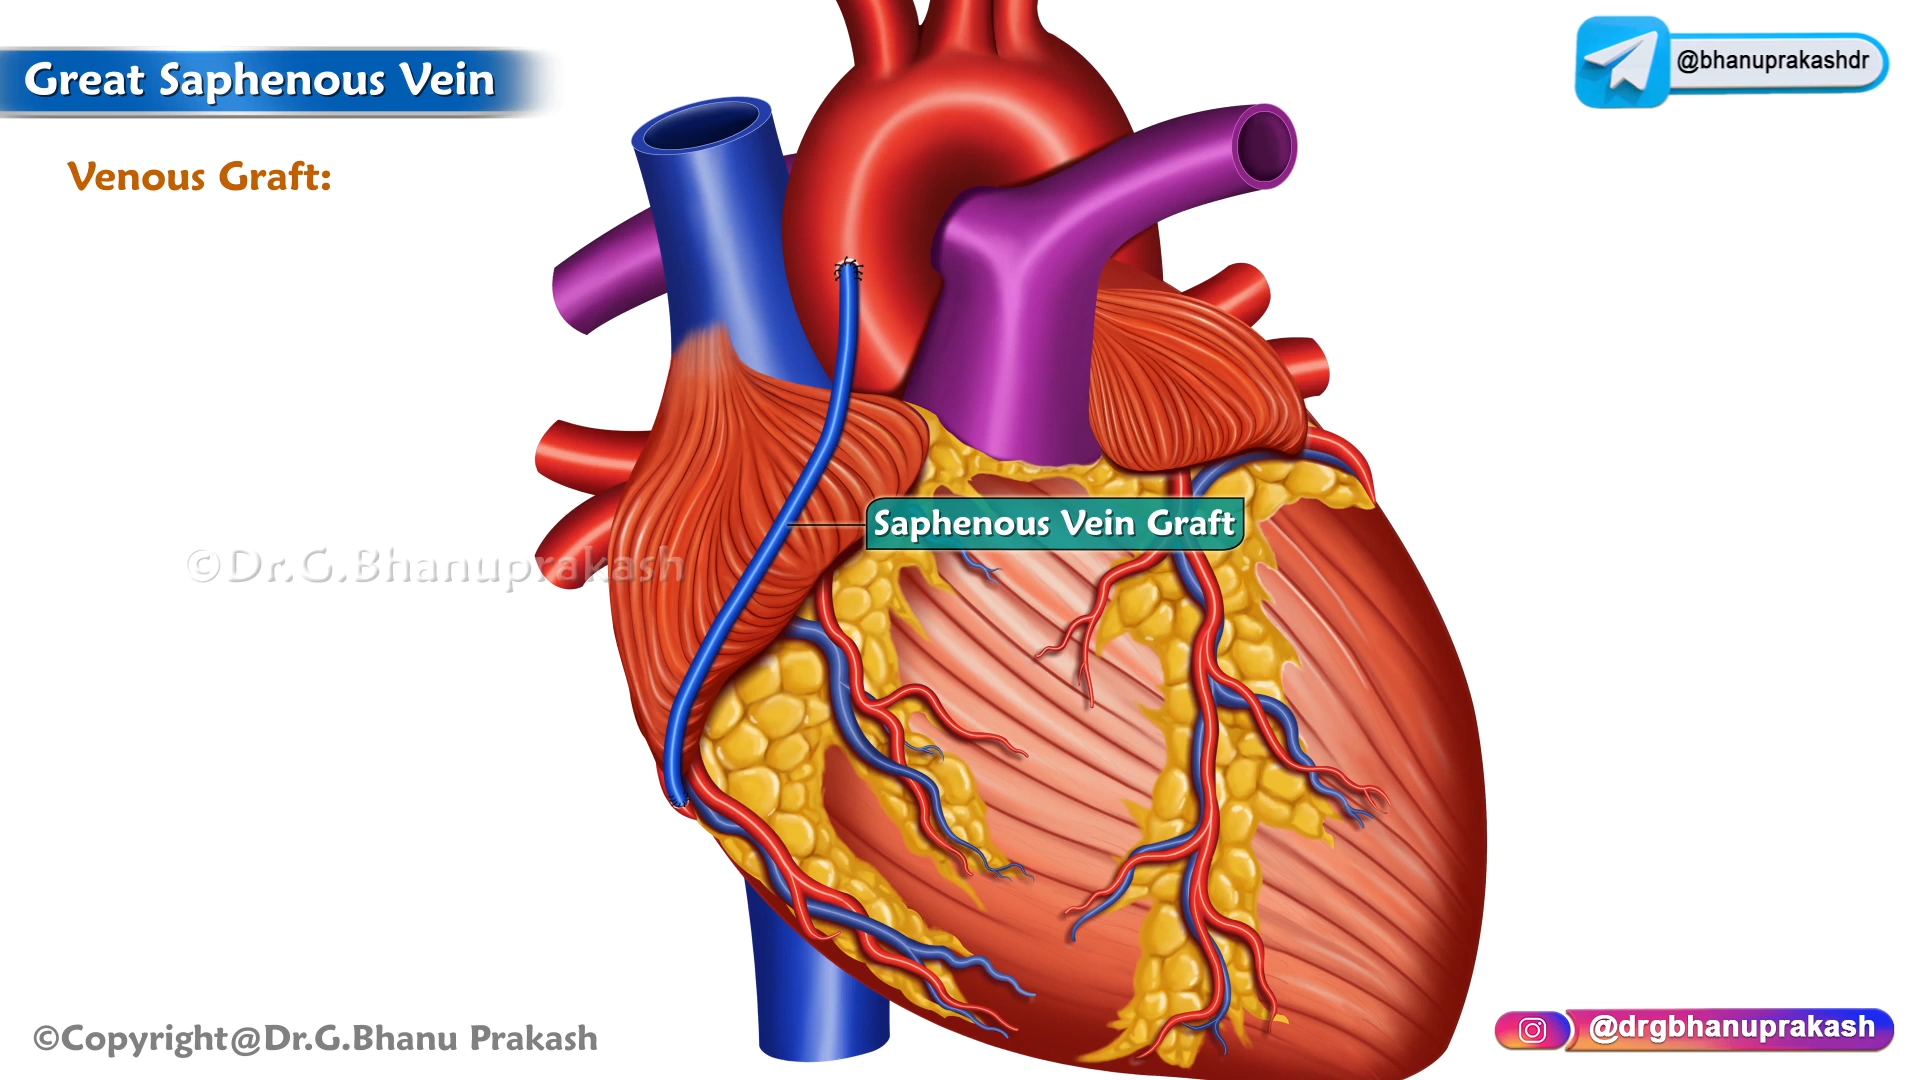 Great Saphenous Vein
@bhanuprakashdr
Venous Graft:
Saphenous Vein Graft
©Dr.G.Bhanuprakash
©Copyright@Dr.G.Bhanu Prakash
@drgbhanuprakash